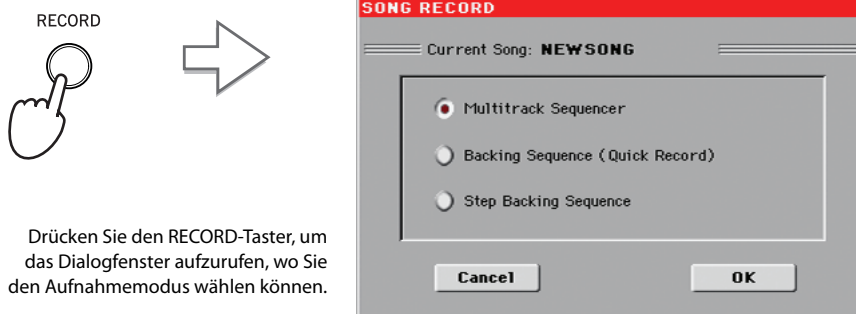 RECORD
Drücken Sie den RECORD-Taster, um
das Dialogfenster aufzurufen, wo Sie
den Aufnahmemodus wählen können.
SONG RECORD
Current Song: NEWSONG
Multitrack Sequencer
Backing Sequence (Quick Record)
Step Backing Sequence
Cancel
OK